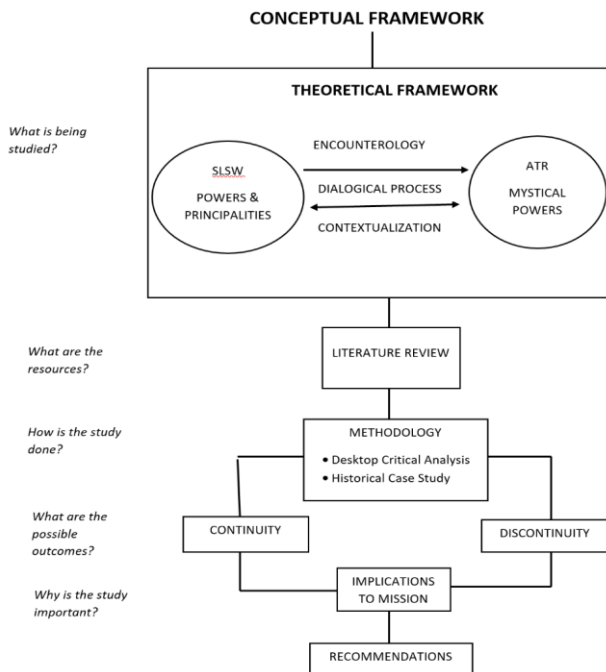 CONCEPTUAL FRAMEWORK
THEORETICAL FRAMEWORK
What is being
studied?
SLSW
POWERS &
PRINCIPALITIES
ENCOUNTEROLOGY
DIALOGICAL PROCESS
CONTEXTUALIZATION
ATR
MYSTICAL
POWERS
What are the
resources?
LITERATURE REVIEW
How is the study
done?
METHODOLOGY
• Desktop Critical Analysis
• Historical Case Study
What are the
possible
outcomes?
CONTINUITY
DISCONTINUITY
Why is the study
important?
IMPLICATIONS
TO MISSION
RECOMMENDATIONS